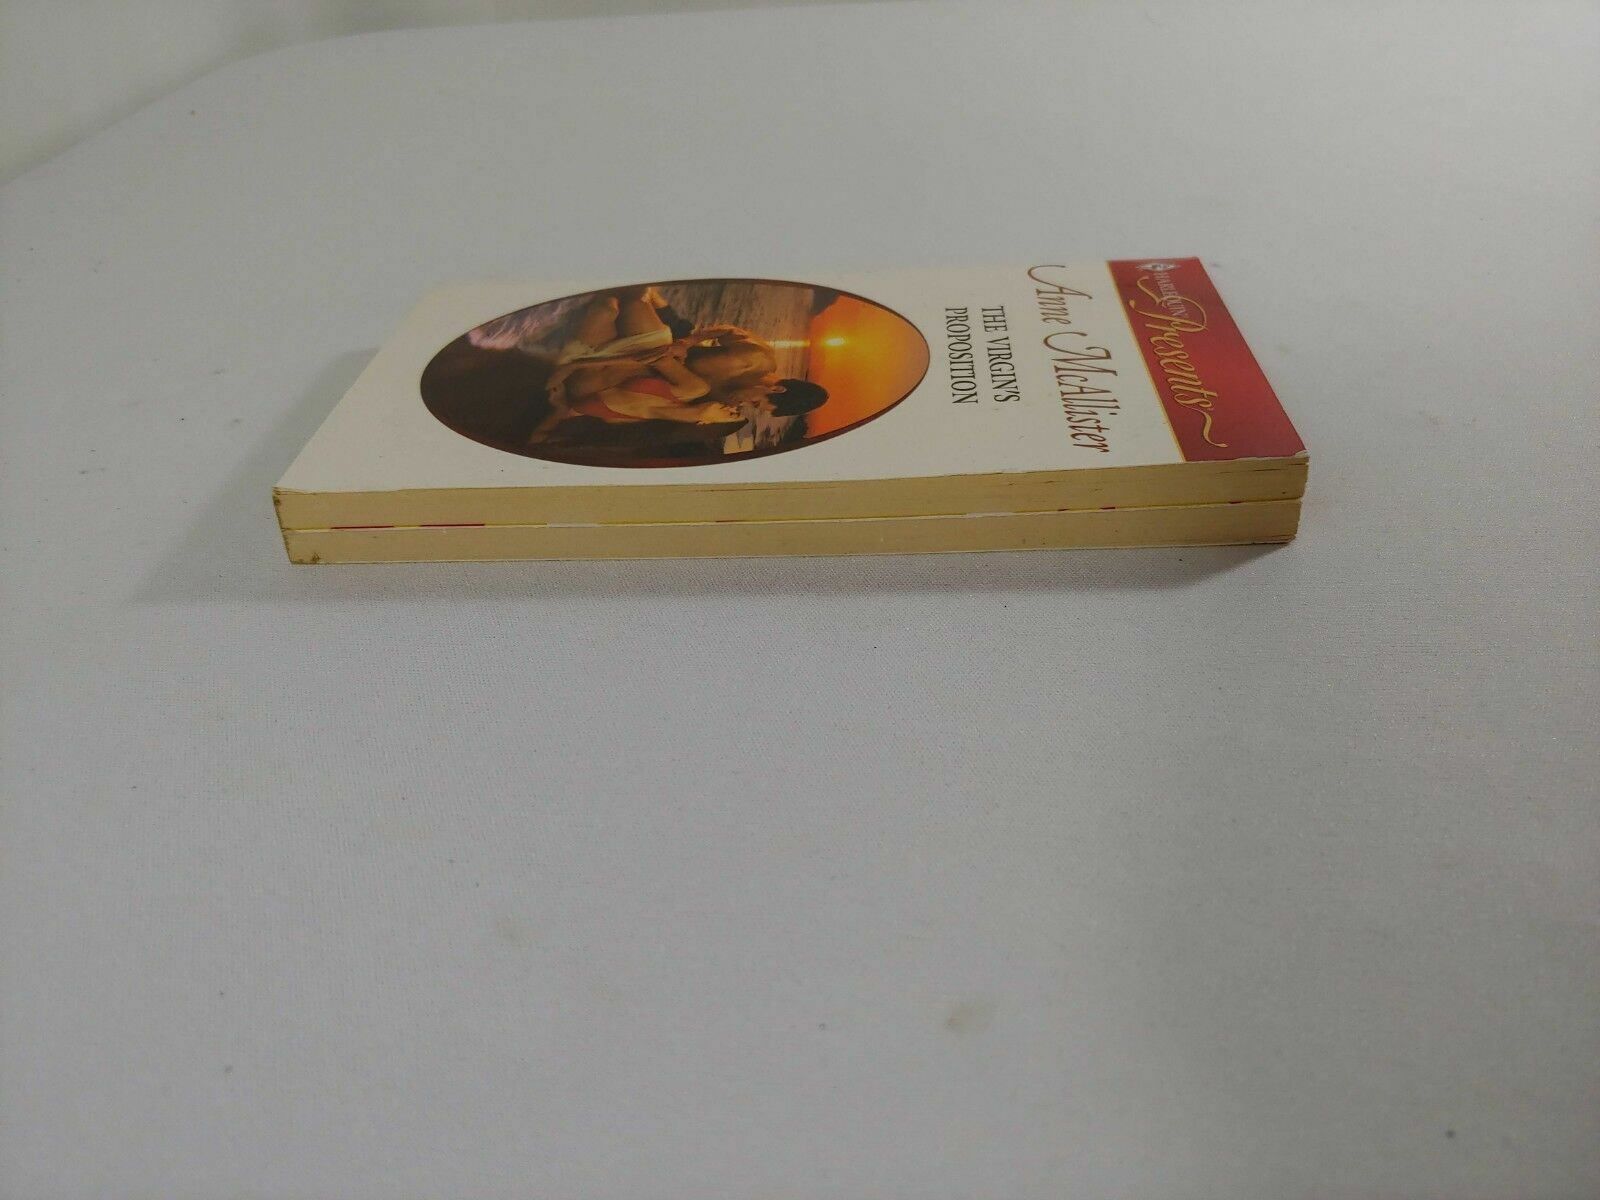 HARLEQUIN
Presents
Anne McAllister
THE VIRGIN'S
PROPOSITION